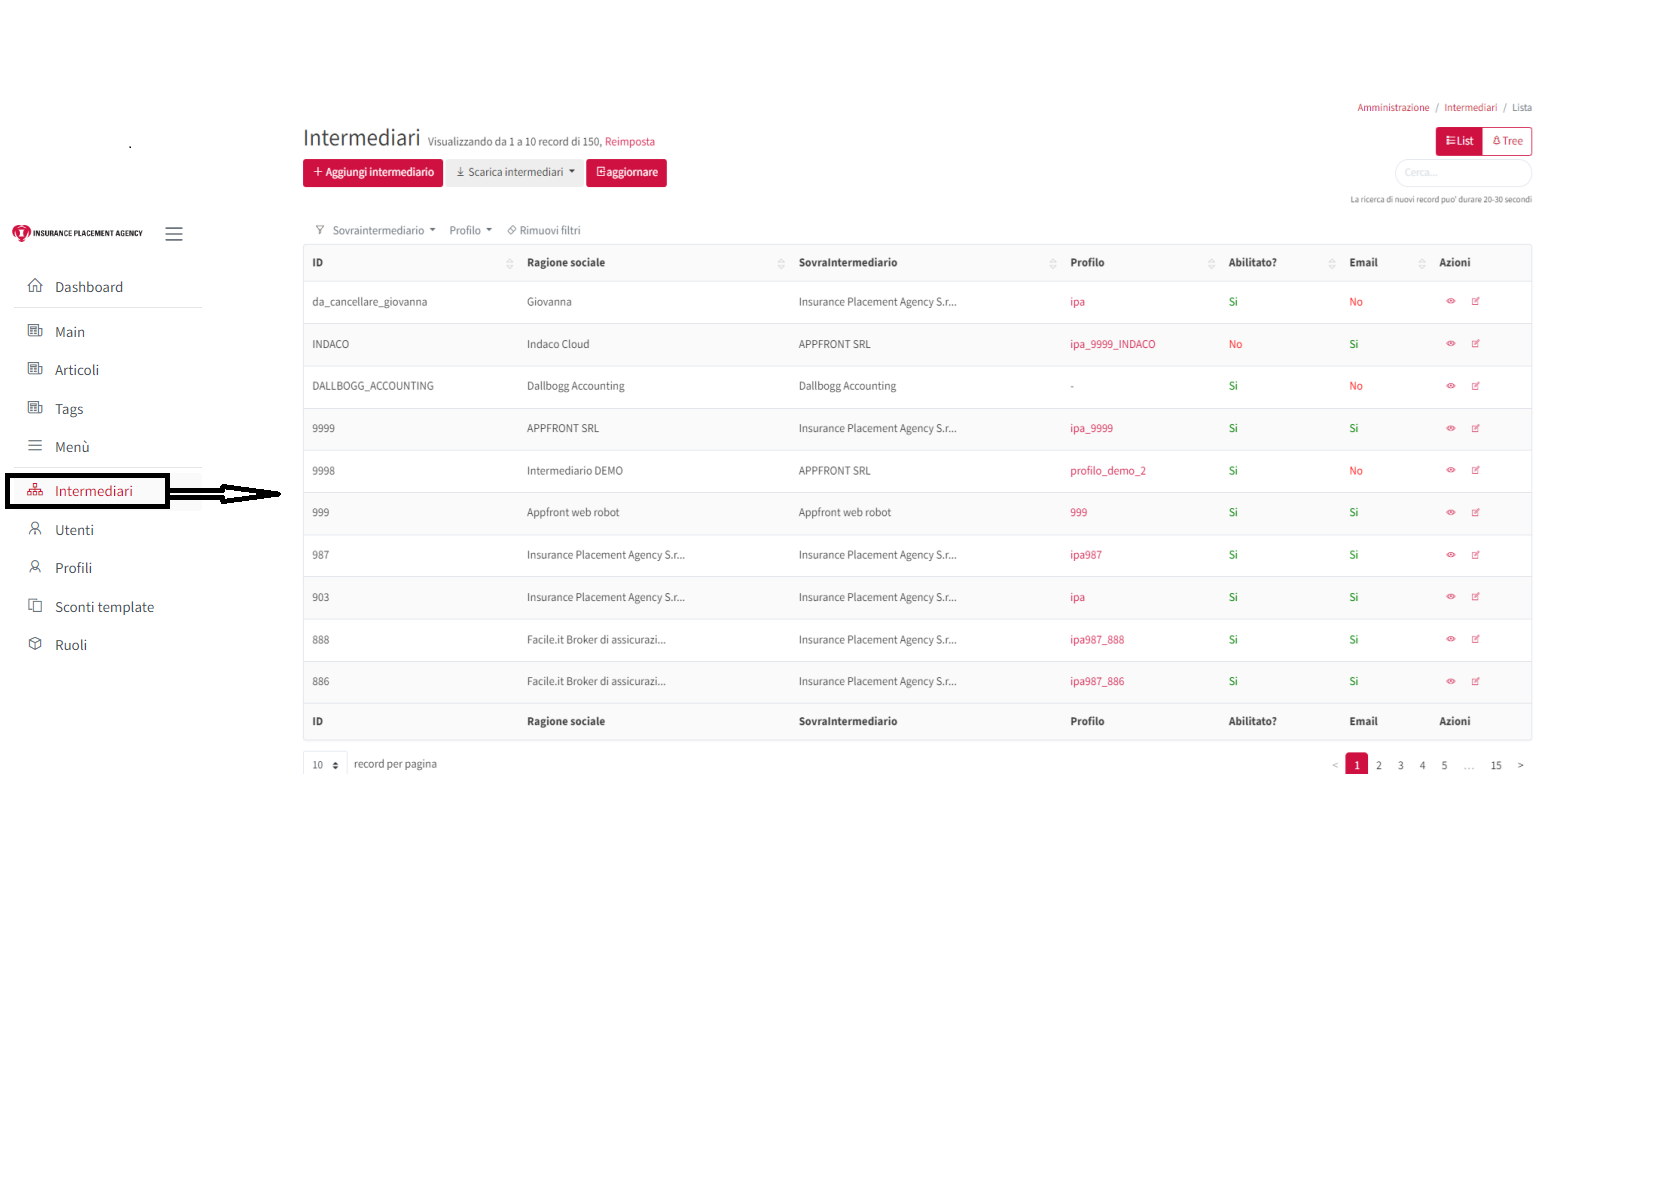 Amministrazione / Intermediari / Lista
Intermediari Visualizzando da 1 a 10 record di 150, Reimposta
List Tree
+ Aggiungi intermediario Scarica intermediari aggiornare
Cerca...
La ricerca di nuovi record puo' durare 20-30 secondi
INSURANCE PLACEMENT AGENCY
Dashboard
Main
Articoli
Tags
Menù
Intermediari
Utenti
Profili
Sconti template
Ruoli
Sovraintermediario Profilo Rimuovi filtri
ID Ragione sociale SovraIntermediario Profilo Abilitato? Email Azioni
da_cancellare_giovanna Giovanna Insurance Placement Agency S.r... ipa Si No
INDACO Indaco Cloud APPFRONT SRL ipa_9999_INDACO No Si
DALLBOGG_ACCOUNTING Dallbogg Accounting Dallbogg Accounting - Si No
9999 APPFRONT SRL Insurance Placement Agency S.r... ipa_9999 Si Si
9998 Intermediario DEMO APPFRONT SRL profilo_demo_2 Si No
999 Appfront web robot Appfront web robot 999 Si Si
987 Insurance Placement Agency S.r... Insurance Placement Agency S.r... ipa987 Si Si
903 Insurance Placement Agency S.r... Insurance Placement Agency S.r... ipa Si Si
888 Facile.it Broker di assicurazi... Insurance Placement Agency S.r... ipa987_888 Si Si
886 Facile.it Broker di assicurazi... Insurance Placement Agency S.r... ipa987_886 Si Si
ID Ragione sociale SovraIntermediario Profilo Abilitato? Email Azioni
10 record per pagina
< 1 2 3 4 5 ... 15 >